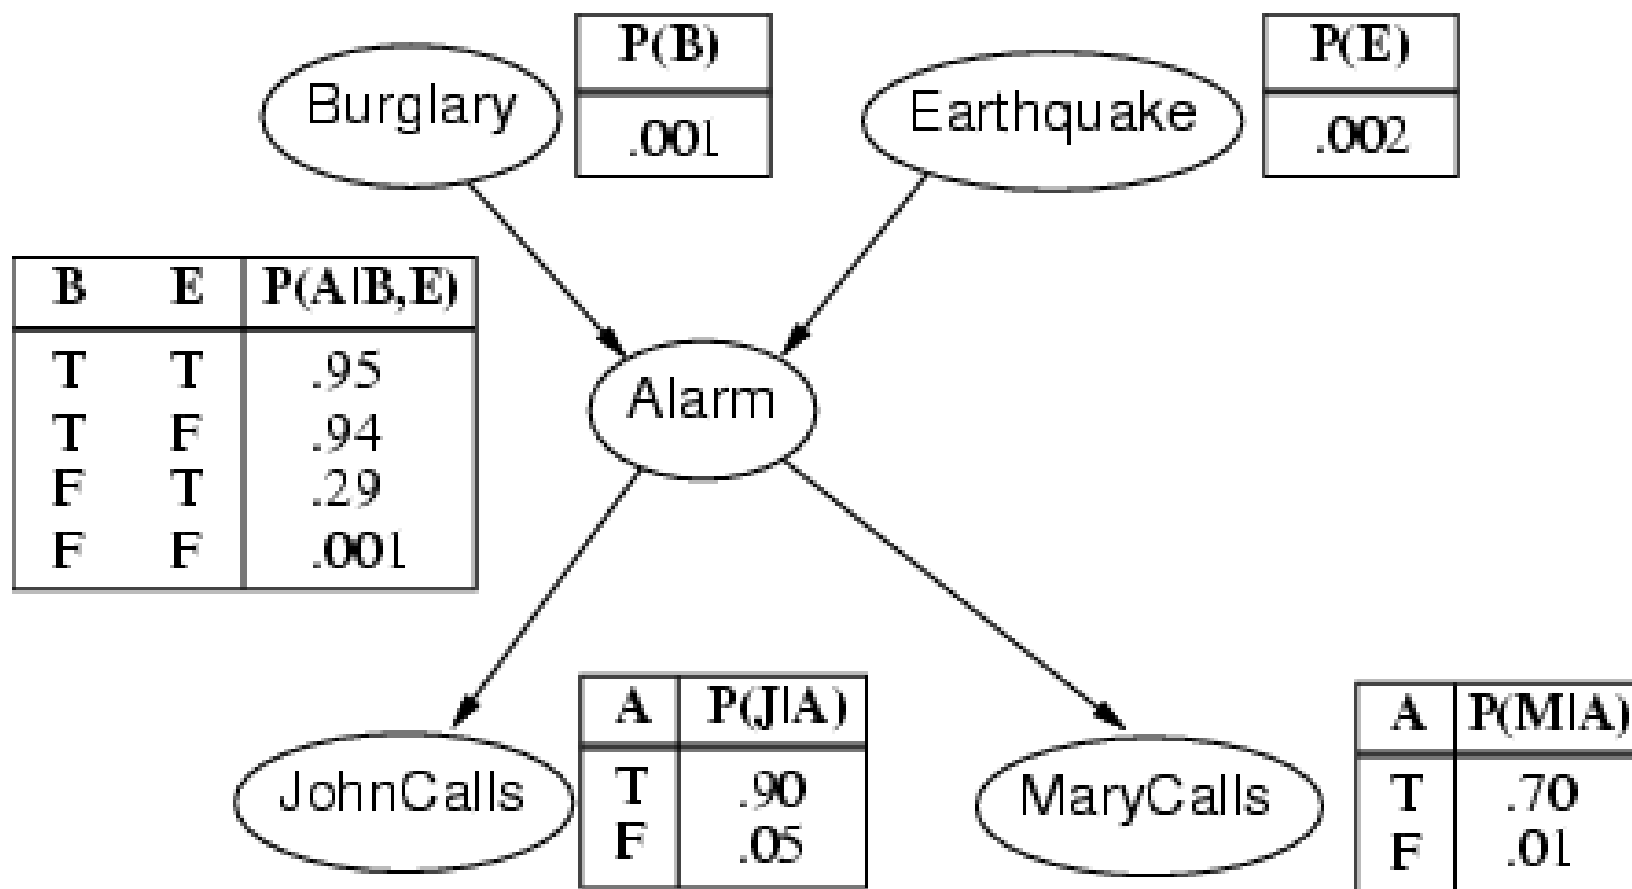 Burglary
P(B)
.001
Earthquake
P(E)
.002
B E P(A|B,E)
T T .95
T F .94
F T .29
F F .001
Alarm
JohnCalls
A P(J|A)
T .90
F .05
MaryCalls
A P(M|A)
T .70
F .01